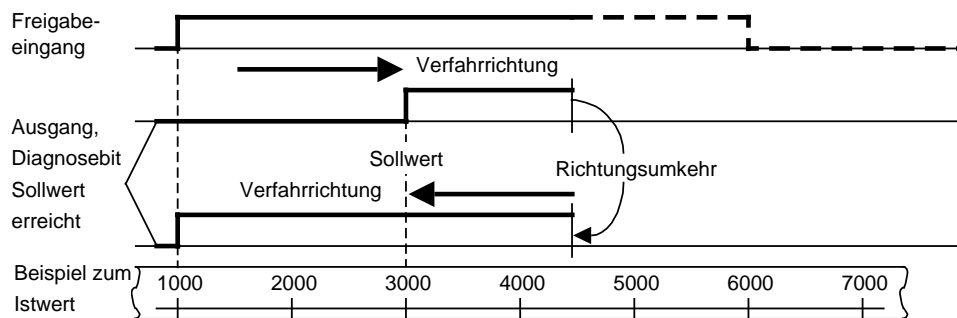 Freigabe-
eingang
Verfahrrichtung
Ausgang,
Diagnosebit
Sollwert
erreicht
Sollwert
Richtungsumkehr
Verfahrrichtung
Beispiel zum
Istwert
1000 2000 3000 4000 5000 6000 7000